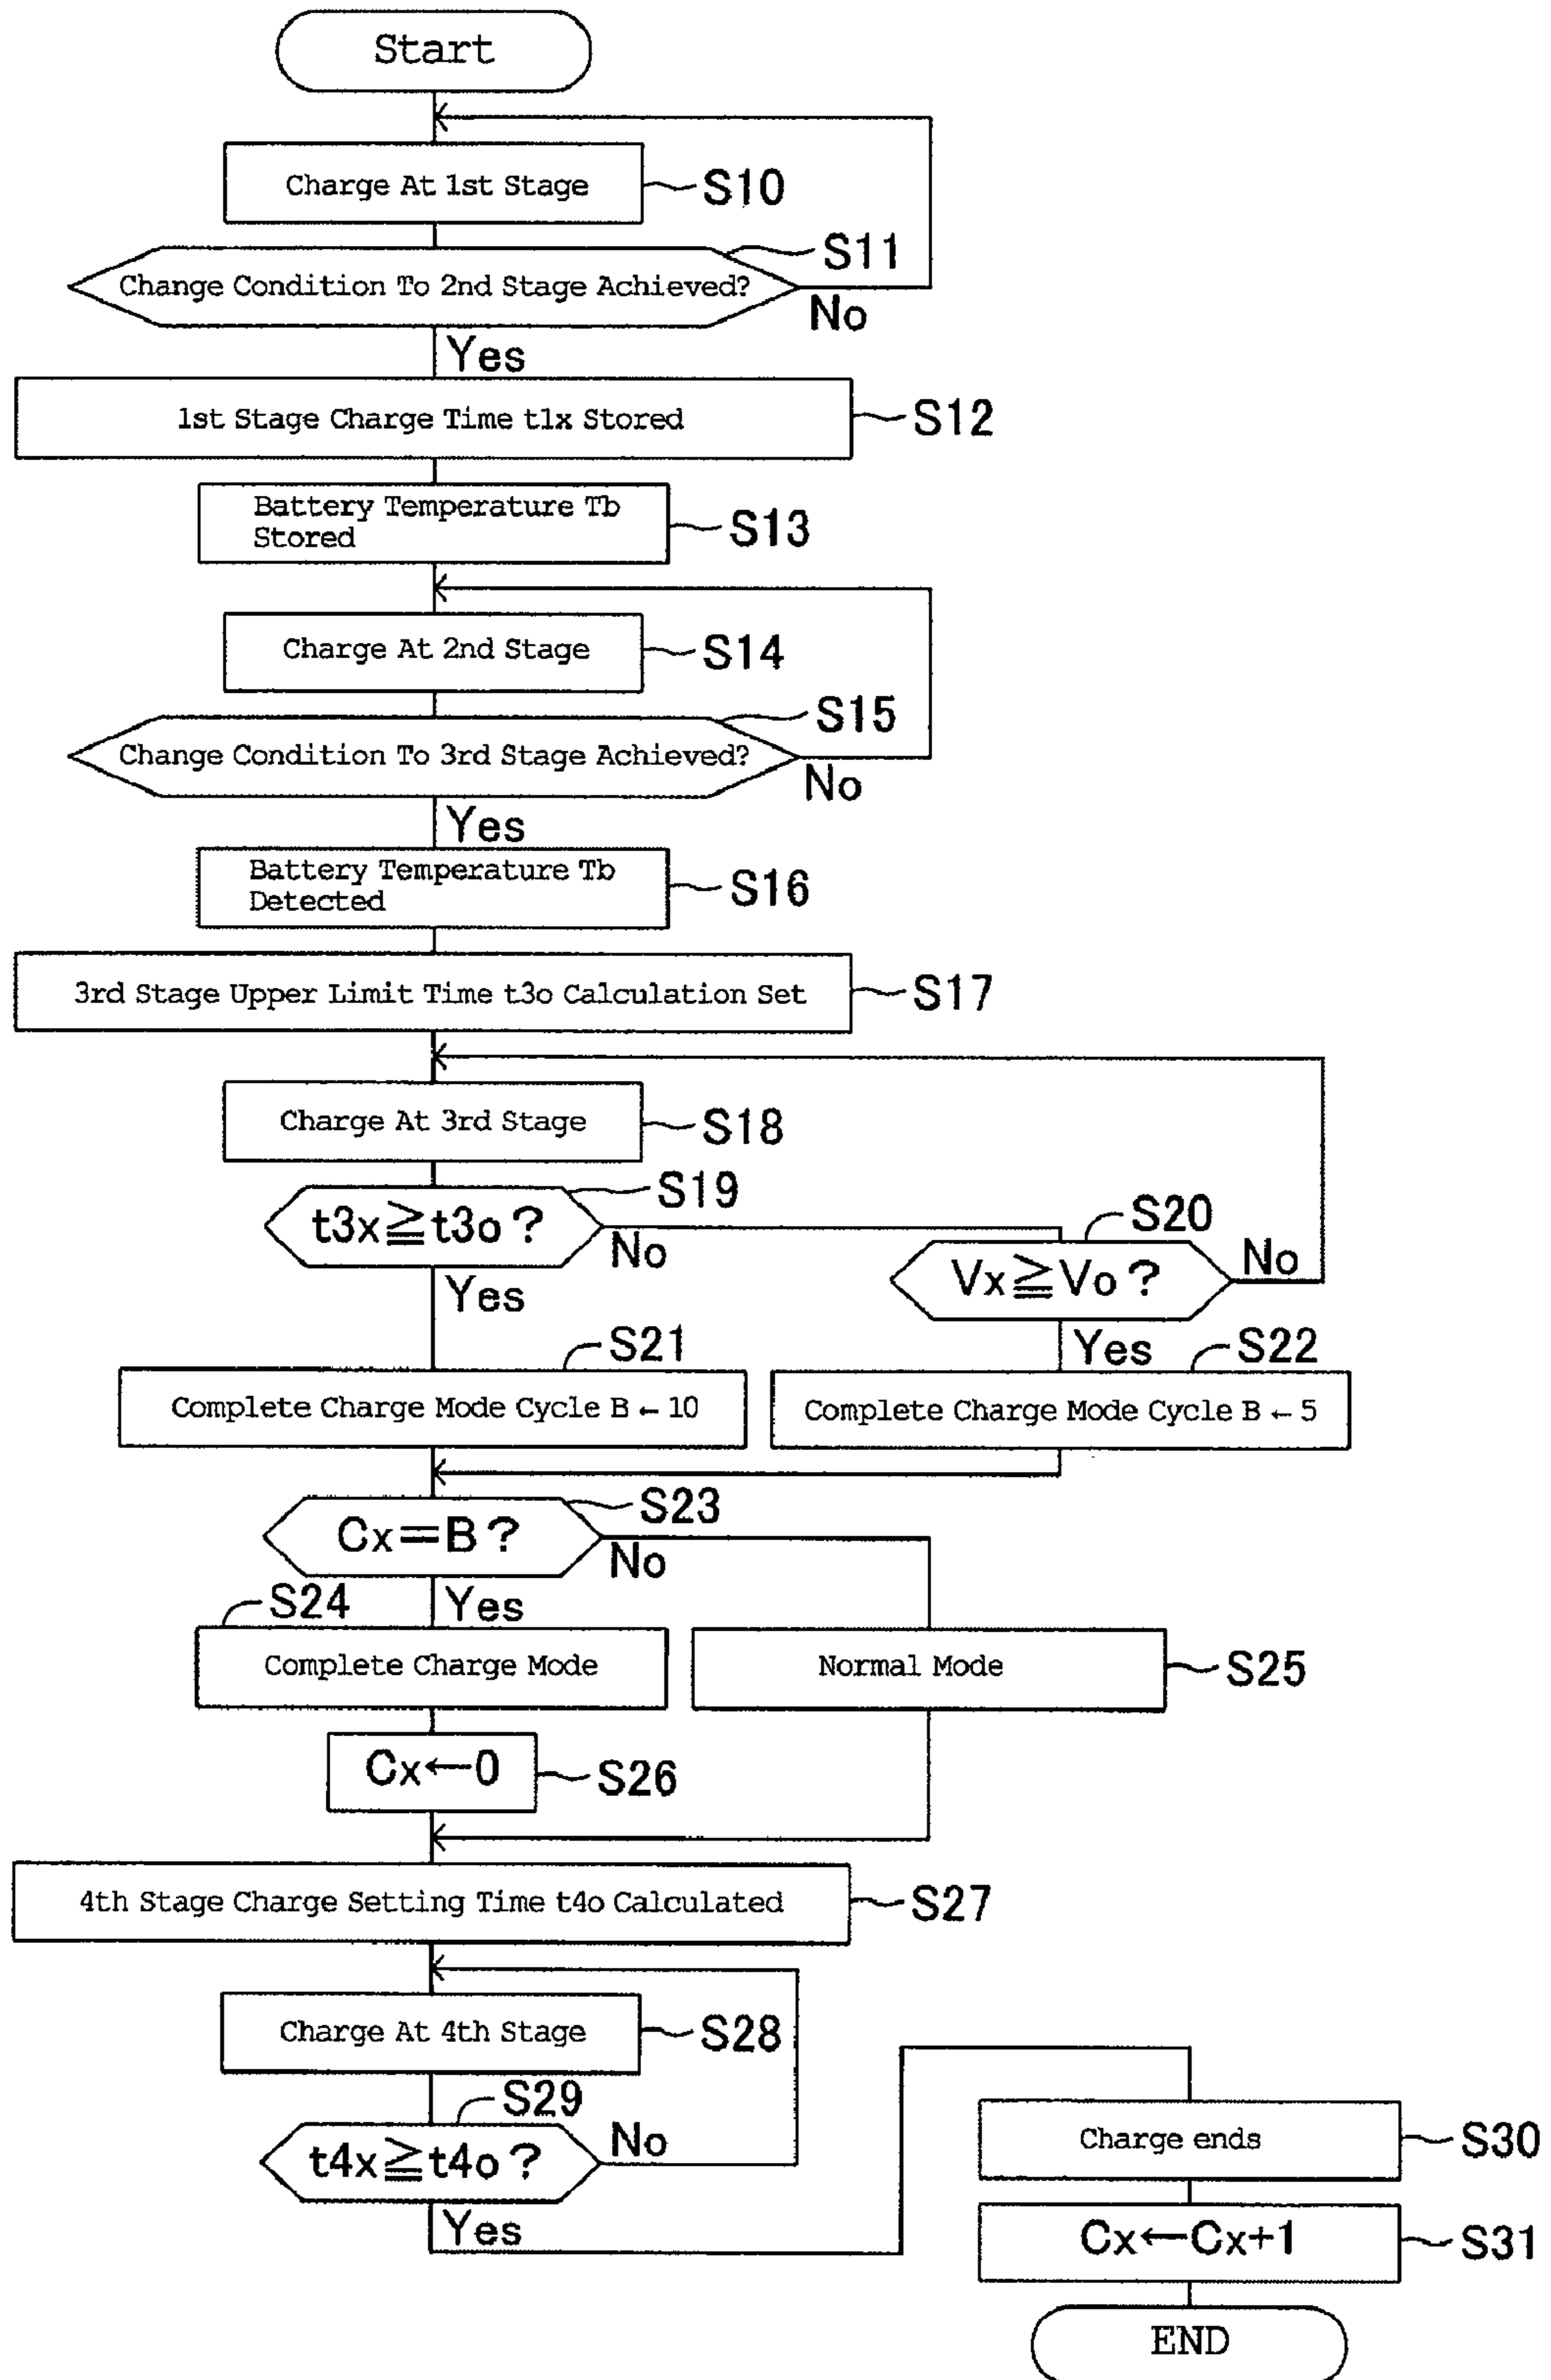 Start
Charge At 1st Stage
S10
S11
Change Condition To 2nd Stage Achieved?
No
Yes
1st Stage Charge Time t1x Stored
S12
Battery Temperature Tb
Stored
S13
Charge At 2nd Stage
S14
S15
Change Condition To 3rd Stage Achieved?
No
Yes
Battery Temperature Tb
Detected
S16
3rd Stage Upper Limit Time t3o Calculation Set
S17
Charge At 3rd Stage
S18
S19
t3x≧t3o?
No
S20
Vx≧Vo?
No
Yes
Yes
S21
S22
Complete Charge Mode Cycle B←10
Complete Charge Mode Cycle B←5
S23
Cx=B?
No
Yes
S24
Complete Charge Mode
Normal Mode
S25
Cx←0
S26
4th Stage Charge Setting Time t4o Calculated
S27
Charge At 4th Stage
S28
S29
t4x≧t4o?
No
Yes
Charge ends
S30
Cx←Cx+1
S31
END